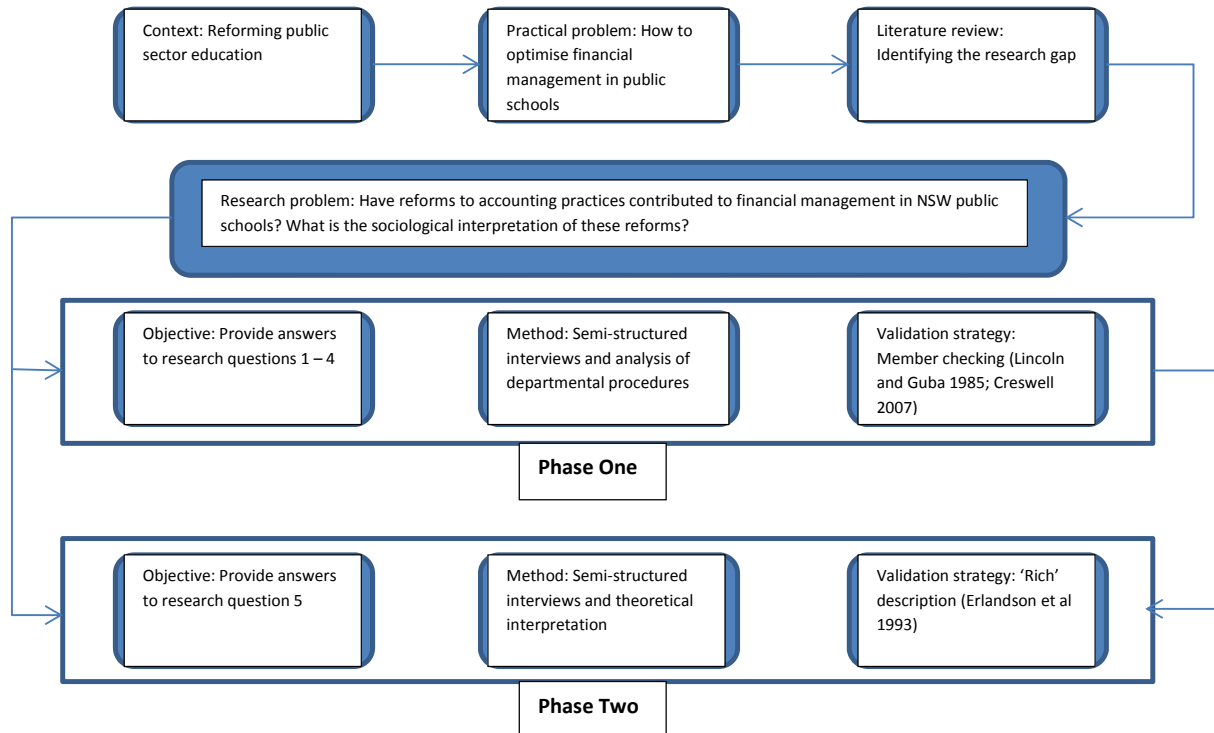 Context: Reforming public
sector education
Practical problem: How to
optimise financial
management in public
schools
Literature review:
Identifying the research gap
Research problem: Have reforms to accounting practices contributed to financial management in NSW public
schools? What is the sociological interpretation of these reforms?
Objective: Provide answers
to research questions 1 – 4
Method: Semi-structured
interviews and analysis of
departmental procedures
Validation strategy:
Member checking (Lincoln
and Guba 1985; Creswell
2007)
Phase One
Objective: Provide answers
to research question 5
Method: Semi-structured
interviews and theoretical
interpretation
Validation strategy: ‘Rich’
description (Erlandson et al
1993)
Phase Two